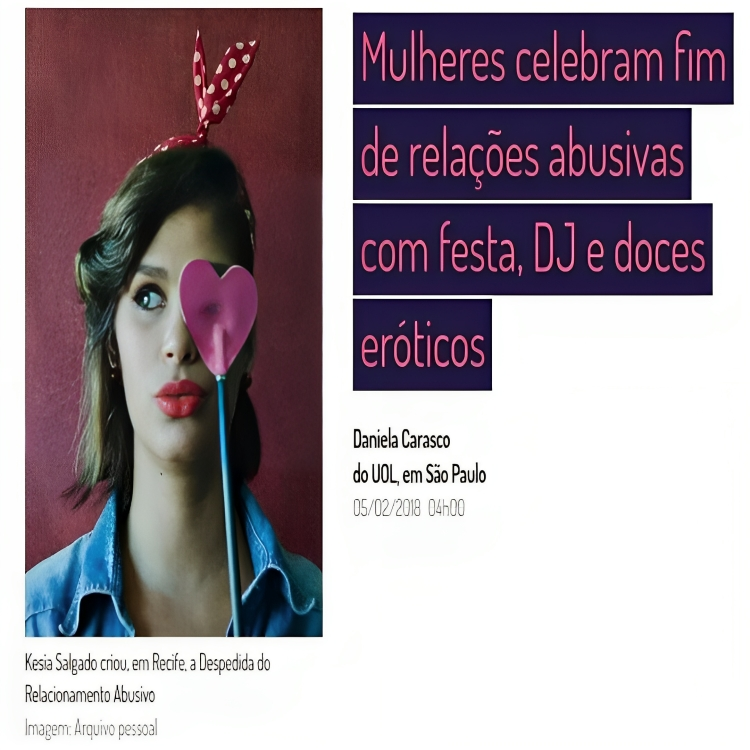 Mulheres celebram fim
de relações abusivas
com festa, DJ e doces
eróticos
Daniela Carasco
do UOL, em São Paulo
05/02/2018 04h00
Kesia Salgado criou, em Recife, a Despedida do
Relacionamento Abusivo
Imagem: Arquivo pessoal